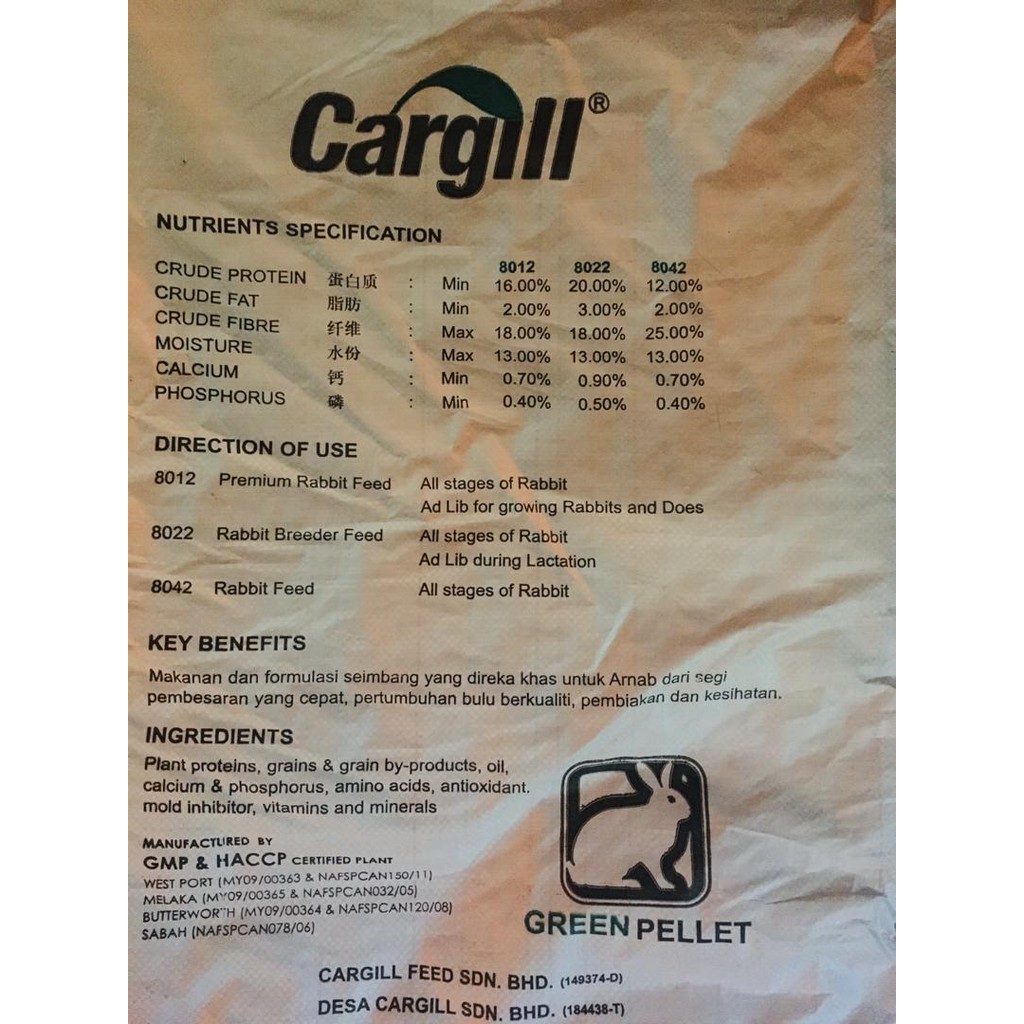 Cargill®
NUTRIENTS SPECIFICATION
8012 8022 8042
CRUDE PROTEIN 蛋白质 : Min 16.00% 20.00% 12.00%
CRUDE FAT 脂肪 : Min 2.00% 3.00% 2.00%
CRUDE FIBRE 纤维 : Max 18.00% 18.00% 25.00%
MOISTURE 水份 : Max 13.00% 13.00% 13.00%
CALCIUM 钙 : Min 0.70% 0.90% 0.70%
PHOSPHORUS 磷 : Min 0.40% 0.50% 0.40%
DIRECTION OF USE
8012 Premium Rabbit Feed All stages of Rabbit
Ad Lib for growing Rabbits and Does
8022 Rabbit Breeder Feed All stages of Rabbit
Ad Lib during Lactation
8042 Rabbit Feed All stages of Rabbit
KEY BENEFITS
Makanan dan formulasi seimbang yang direka khas untuk Arnab dari segi
pembesaran yang cepat, pertumbuhan bulu berkualiti, pembiakan dan kesihatan.
INGREDIENTS
Plant proteins, grains & grain by-products, oil,
calcium & phosphorus, amino acids, antioxidant.
mold inhibitor, vitamins and minerals
MANUFACTURED BY
GMP & HACCP CERTIFIED PLANT
WEST PORT (MY09/00363 & NAFSPCAN150/11)
MELAKA (MY09/00365 & NAFSPCAN032/05)
BUTTERWORTH (MY09/00364 & NAFSPCAN120/08)
SABAH (NAFSPCAN078/06)
GREEN PELLET
CARGILL FEED SDN. BHD. (149374-D)
DESA CARGILL SDN. BHD. (184438-T)